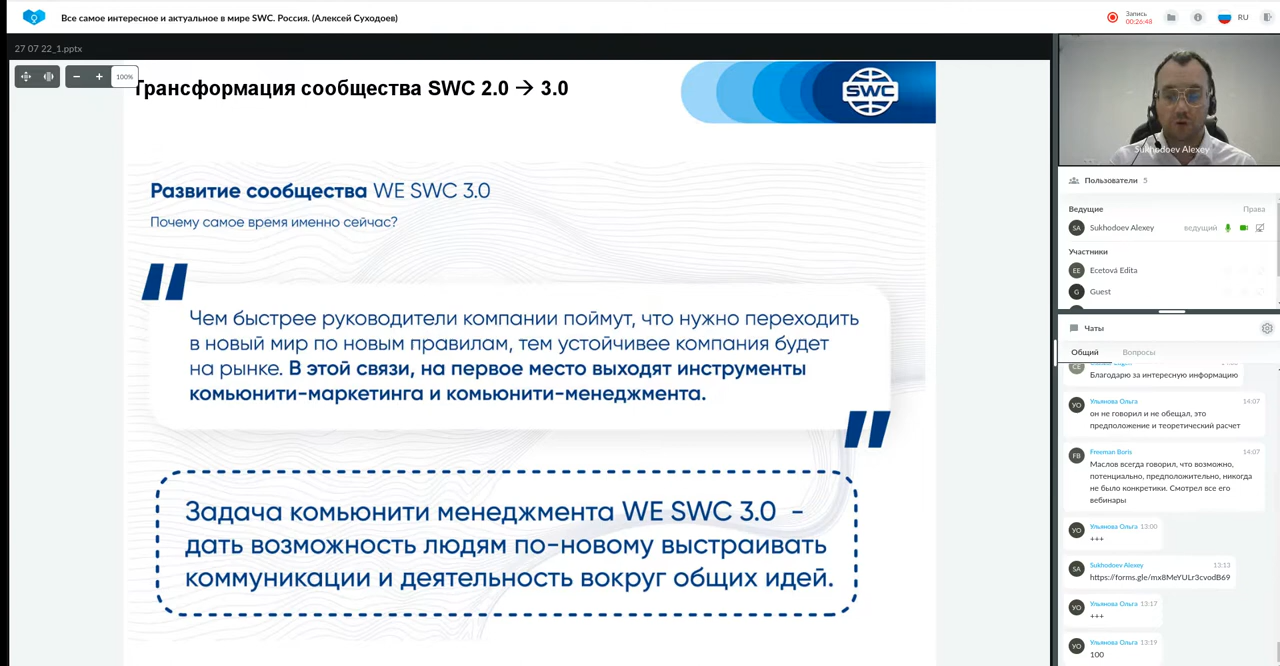 Все самое интересное и актуальное в мире SWC. Россия. (Алексей Суходоев)
Запись
00:26:48
RU
27 07 22_1.pptx
100%
Трансформация сообщества SWC 2.0 → 3.0
SWC
Развитие сообщества WE SWC 3.0
Почему самое время именно сейчас?
Чем быстрее руководители компании поймут, что нужно переходить
в новый мир по новым правилам, тем устойчивее компания будет
на рынке. В этой связи, на первое место выходят инструменты
комьюнити-маркетинга и комьюнити-менеджмента.
Задача комьюнити менеджмента WE SWC 3.0 -
дать возможность людям по-новому выстраивать
коммуникации и деятельность вокруг общих идей.
Sukhodoev Alexey
Пользователи 5
Ведущие Права
SA Sukhodoev Alexey ведущий
Участники
EE Ecetová Edita
G Guest
Чаты
Общий Вопросы
CE
Благодарю за интересную информацию
УО Ульянова Ольга 14:07
он не говорил и не обещал, это
предположение и теоретический расчет
FB Freeman Boris 14:07
Маслов всегда говорил, что возможно,
потенциально, предположительно, никогда
не было конкретики. Смотрел все его
вебинары
УО Ульянова Ольга 13:00
+++
SA Sukhodoev Alexey 13:13
https://forms.gle/mx8MeYULr3cvodB69
УО Ульянова Ольга 13:17
+++
УО Ульянова Ольга 13:19
100